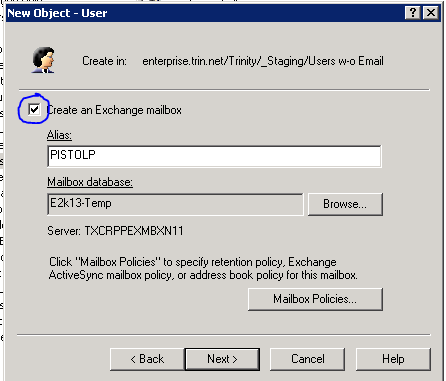 New Object - User
Create in: enterprise.trin.net/Trinity/_Staging/Users w-o Email
Create an Exchange mailbox
Alias:
PISTOLP
Mailbox database:
E2k13-Temp
Browse...
Server: TXCRPPEXMBXN11
Click "Mailbox Policies" to specify retention policy, Exchange
ActiveSync mailbox policy, or address book policy for this mailbox.
Mailbox Policies...
< Back
Next >
Cancel
Help